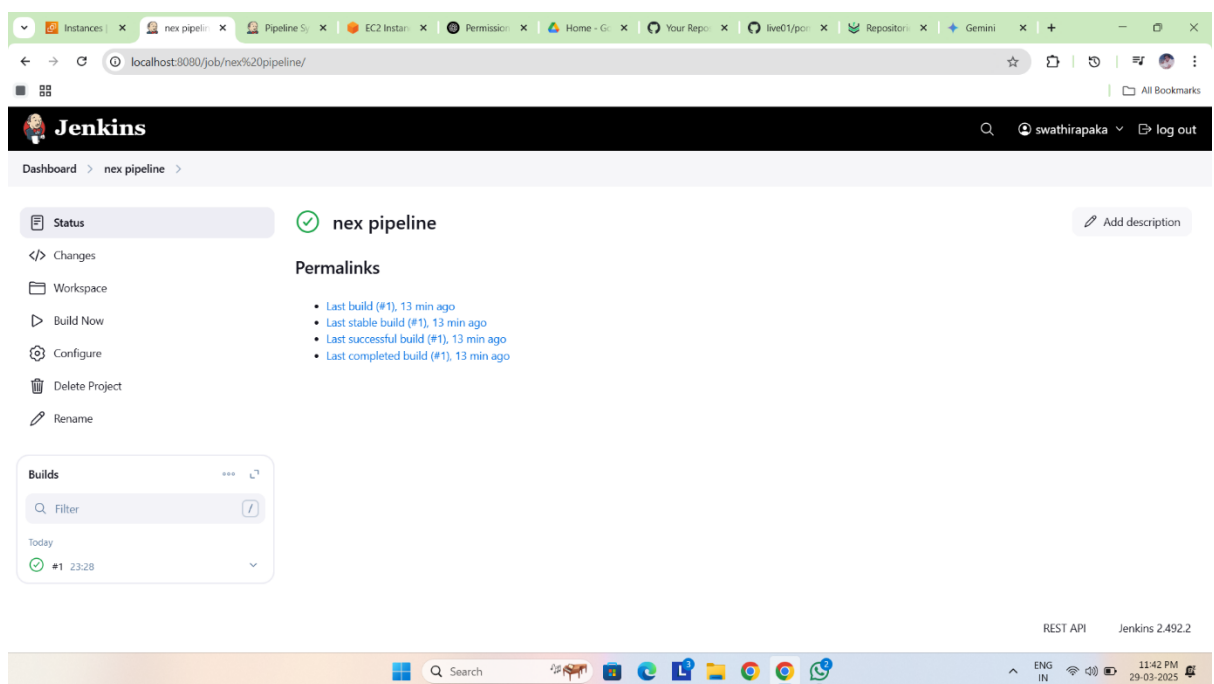 Instances |
nex pipelin
Pipeline Sy
EC2 Instan
Permission
Home - Go
Your Repos
live01/pom
Repositori
Gemini
localhost:8080/job/nex%20pipeline/
All Bookmarks
Jenkins
swathirapaka
log out
Dashboard > nex pipeline >
Status
Changes
Workspace
Build Now
Configure
Delete Project
Rename
nex pipeline
Add description
Permalinks
Last build (#1), 13 min ago
Last stable build (#1), 13 min ago
Last successful build (#1), 13 min ago
Last completed build (#1), 13 min ago
Builds
Filter
/
Today
#1 23:28
REST API Jenkins 2.492.2
Search
ENG
IN
11:42 PM
29-03-2025